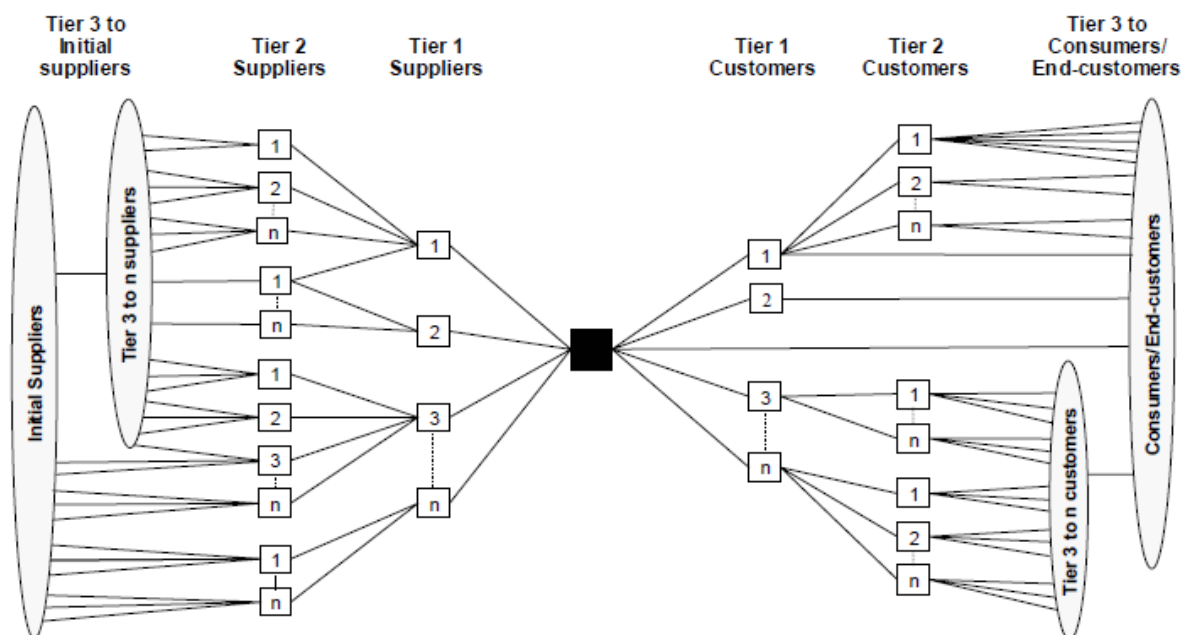 Tier 3 to
Initial
suppliers
Tier 2
Suppliers
Tier 1
Suppliers
Tier 1
Customers
Tier 2
Customers
Tier 3 to
Consumers/
End-customers
Initial Suppliers
Tier 3 to n suppliers
1
2
n
1
n
1
2
3
n
1
n
1
2
3
n
1
2
3
n
1
2
n
1
n
1
2
n
Tier 3 to n customers
Consumers/End-customers